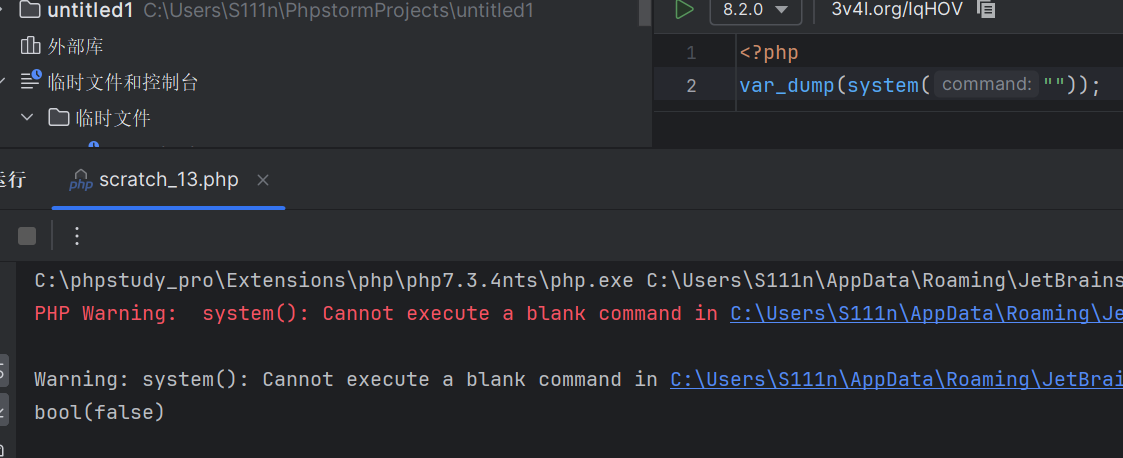 untitled1 C:\Users\S111n\PhpstormProjects\untitled1
外部库
临时文件和控制台
临时文件
8.2.0 3v4l.org/IqHOV
1 <?php
2 var_dump(system( command: ""));
运行 scratch_13.php
C:\phpstudy_pro\Extensions\php\php7.3.4nts\php.exe C:\Users\S111n\AppData\Roaming\JetBrains
PHP Warning:  system(): Cannot execute a blank command in C:\Users\S111n\AppData\Roaming\Je
Warning: system(): Cannot execute a blank command in C:\Users\S111n\AppData\Roaming\JetBrai
bool(false)